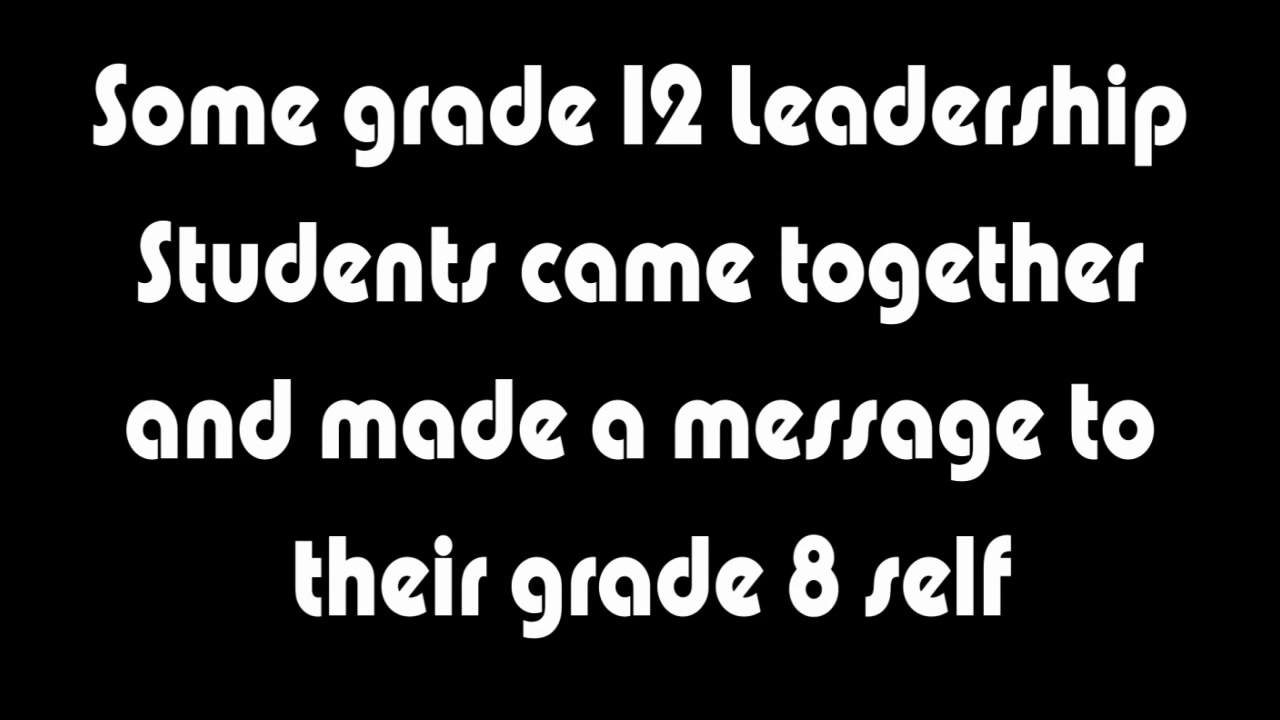 Some grade 12 Leadership
Students came together
and made a message to
their grade 8 self